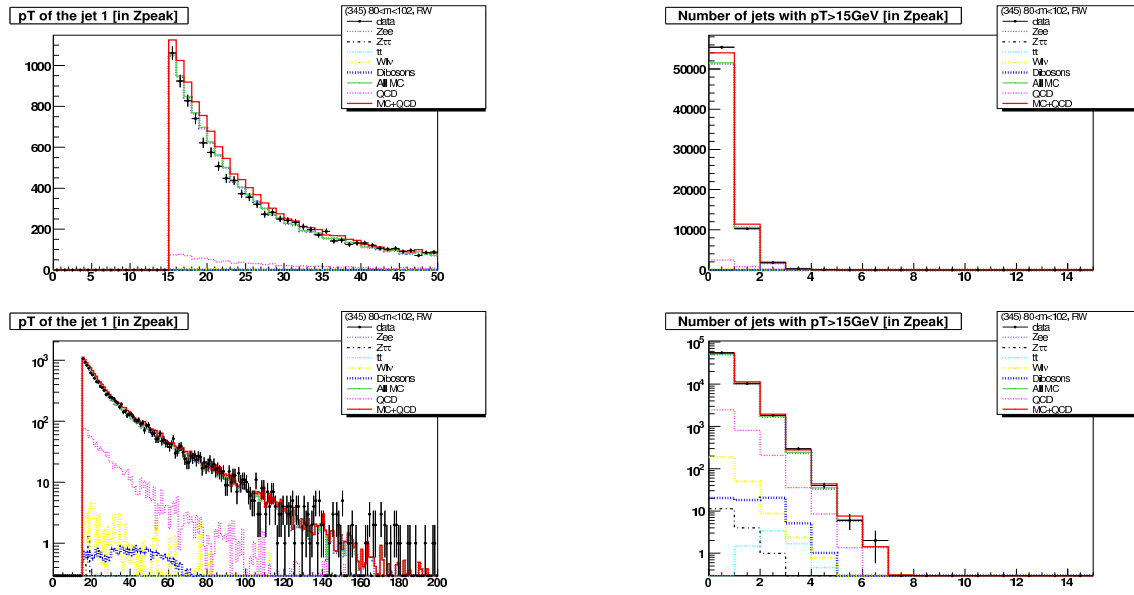 pT of the jet 1 [in Zpeak]
(345) 80<m<102, RW
data
Zee
Zττ
tt
Wlν
Dibosons
All MC
QCD
MC+QCD
1000
800
600
400
200
0
0 5 10 15 20 25 30 35 40 45 50
Number of jets with pT>15GeV [in Zpeak]
(345) 80<m<102, RW
data
Zee
Zττ
tt
Wlν
Dibosons
All MC
QCD
MC+QCD
50000
40000
30000
20000
10000
0
0 2 4 6 8 10 12 14
pT of the jet 1 [in Zpeak]
(345) 80<m<102, RW
data
Zee
Zττ
tt
Wlν
Dibosons
All MC
QCD
MC+QCD
10³
10²
10
1
0 20 40 60 80 100 120 140 160 180 200
Number of jets with pT>15GeV [in Zpeak]
(345) 80<m<102, RW
data
Zee
Zττ
tt
Wlν
Dibosons
All MC
QCD
MC+QCD
10⁵
10⁴
10³
10²
10
1
0 2 4 6 8 10 12 14